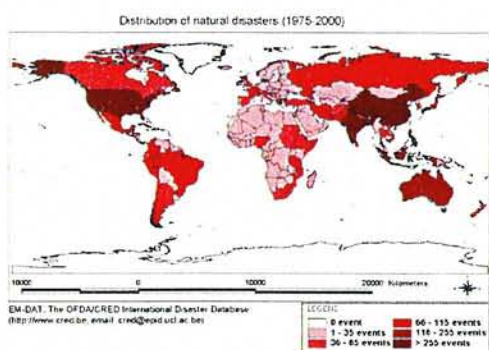 Distribution of natural disasters (1975-2000)
10000 0 10000 20000 Kilometers
EM-DAT: The OFDA/CRED International Disaster Database
(http://www.cred.be, email: cred@epid.ucl.ac.be)
LEGEND
0 event
1 - 35 events
36 - 65 events
66 - 115 events
116 - 255 events
> 255 events